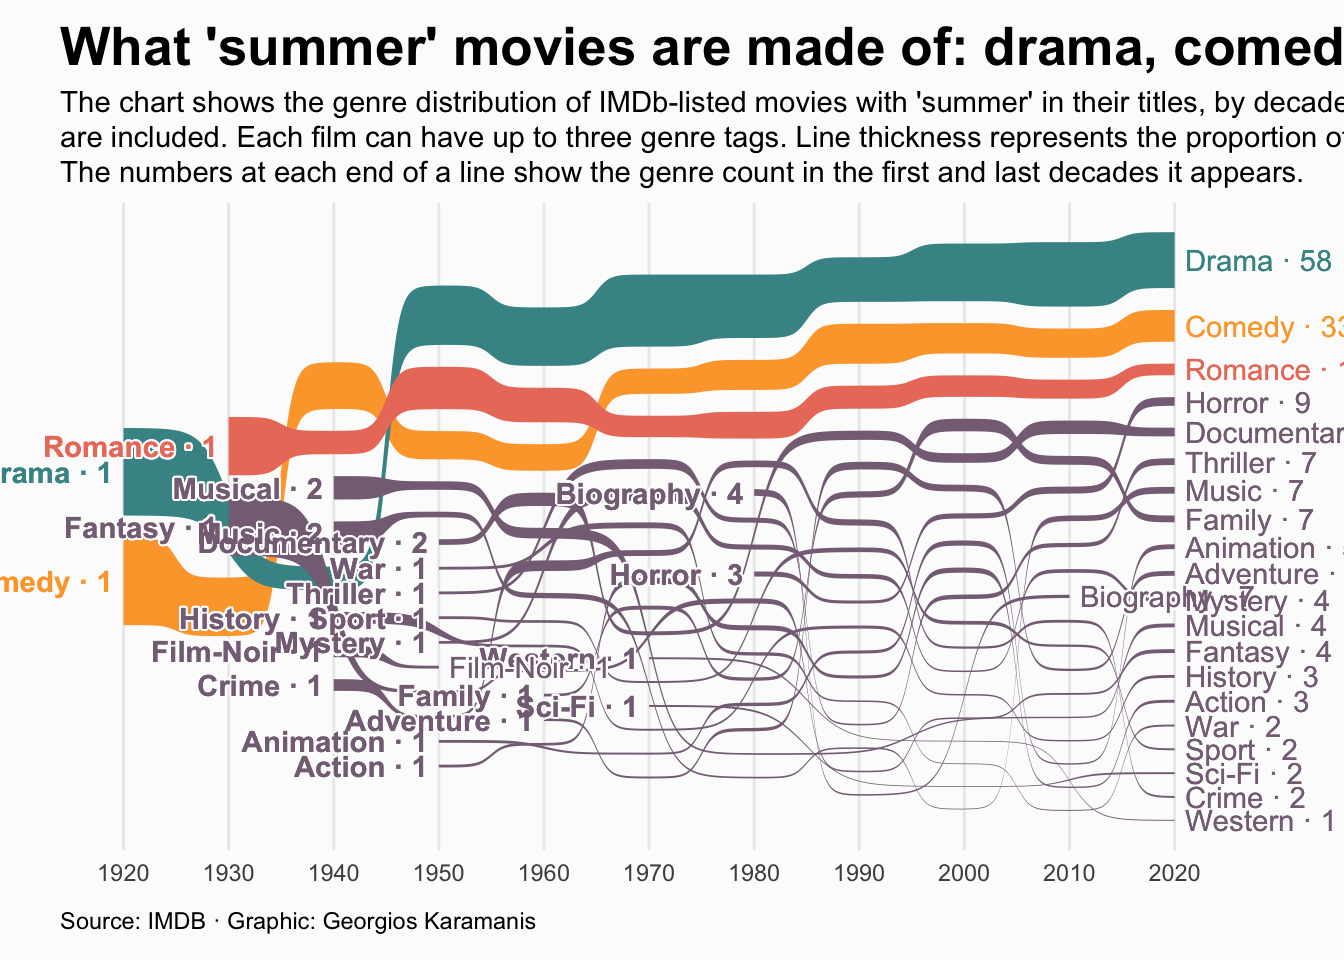 What 'summer' movies are made of: drama, comed
The chart shows the genre distribution of IMDb-listed movies with 'summer' in their titles, by decade
are included. Each film can have up to three genre tags. Line thickness represents the proportion of
The numbers at each end of a line show the genre count in the first and last decades it appears.
Drama · 58
Comedy · 33
Romance · 1
Horror · 9
Documentar
Thriller · 7
Music · 7
Family · 7
Animation ·
Adventure ·
Biography · 7
Mystery · 4
Musical · 4
Fantasy · 4
History · 3
Action · 3
War · 2
Sport · 2
Sci-Fi · 2
Crime · 2
Western · 1
Romance · 1
rama · 1
Musical · 2
Fantasy · 1
Music · 2
Documentary · 2
War · 1
medy · 1
Thriller · 1
History · 1
Sport · 1
Mystery · 1
Film-Noir · 1
Crime · 1
Western · 1
Film-Noir · 1
Family · 1
Sci-Fi · 1
Adventure · 1
Animation · 1
Action · 1
Biography · 4
Horror · 3
1920 1930 1940 1950 1960 1970 1980 1990 2000 2010 2020
Source: IMDB · Graphic: Georgios Karamanis